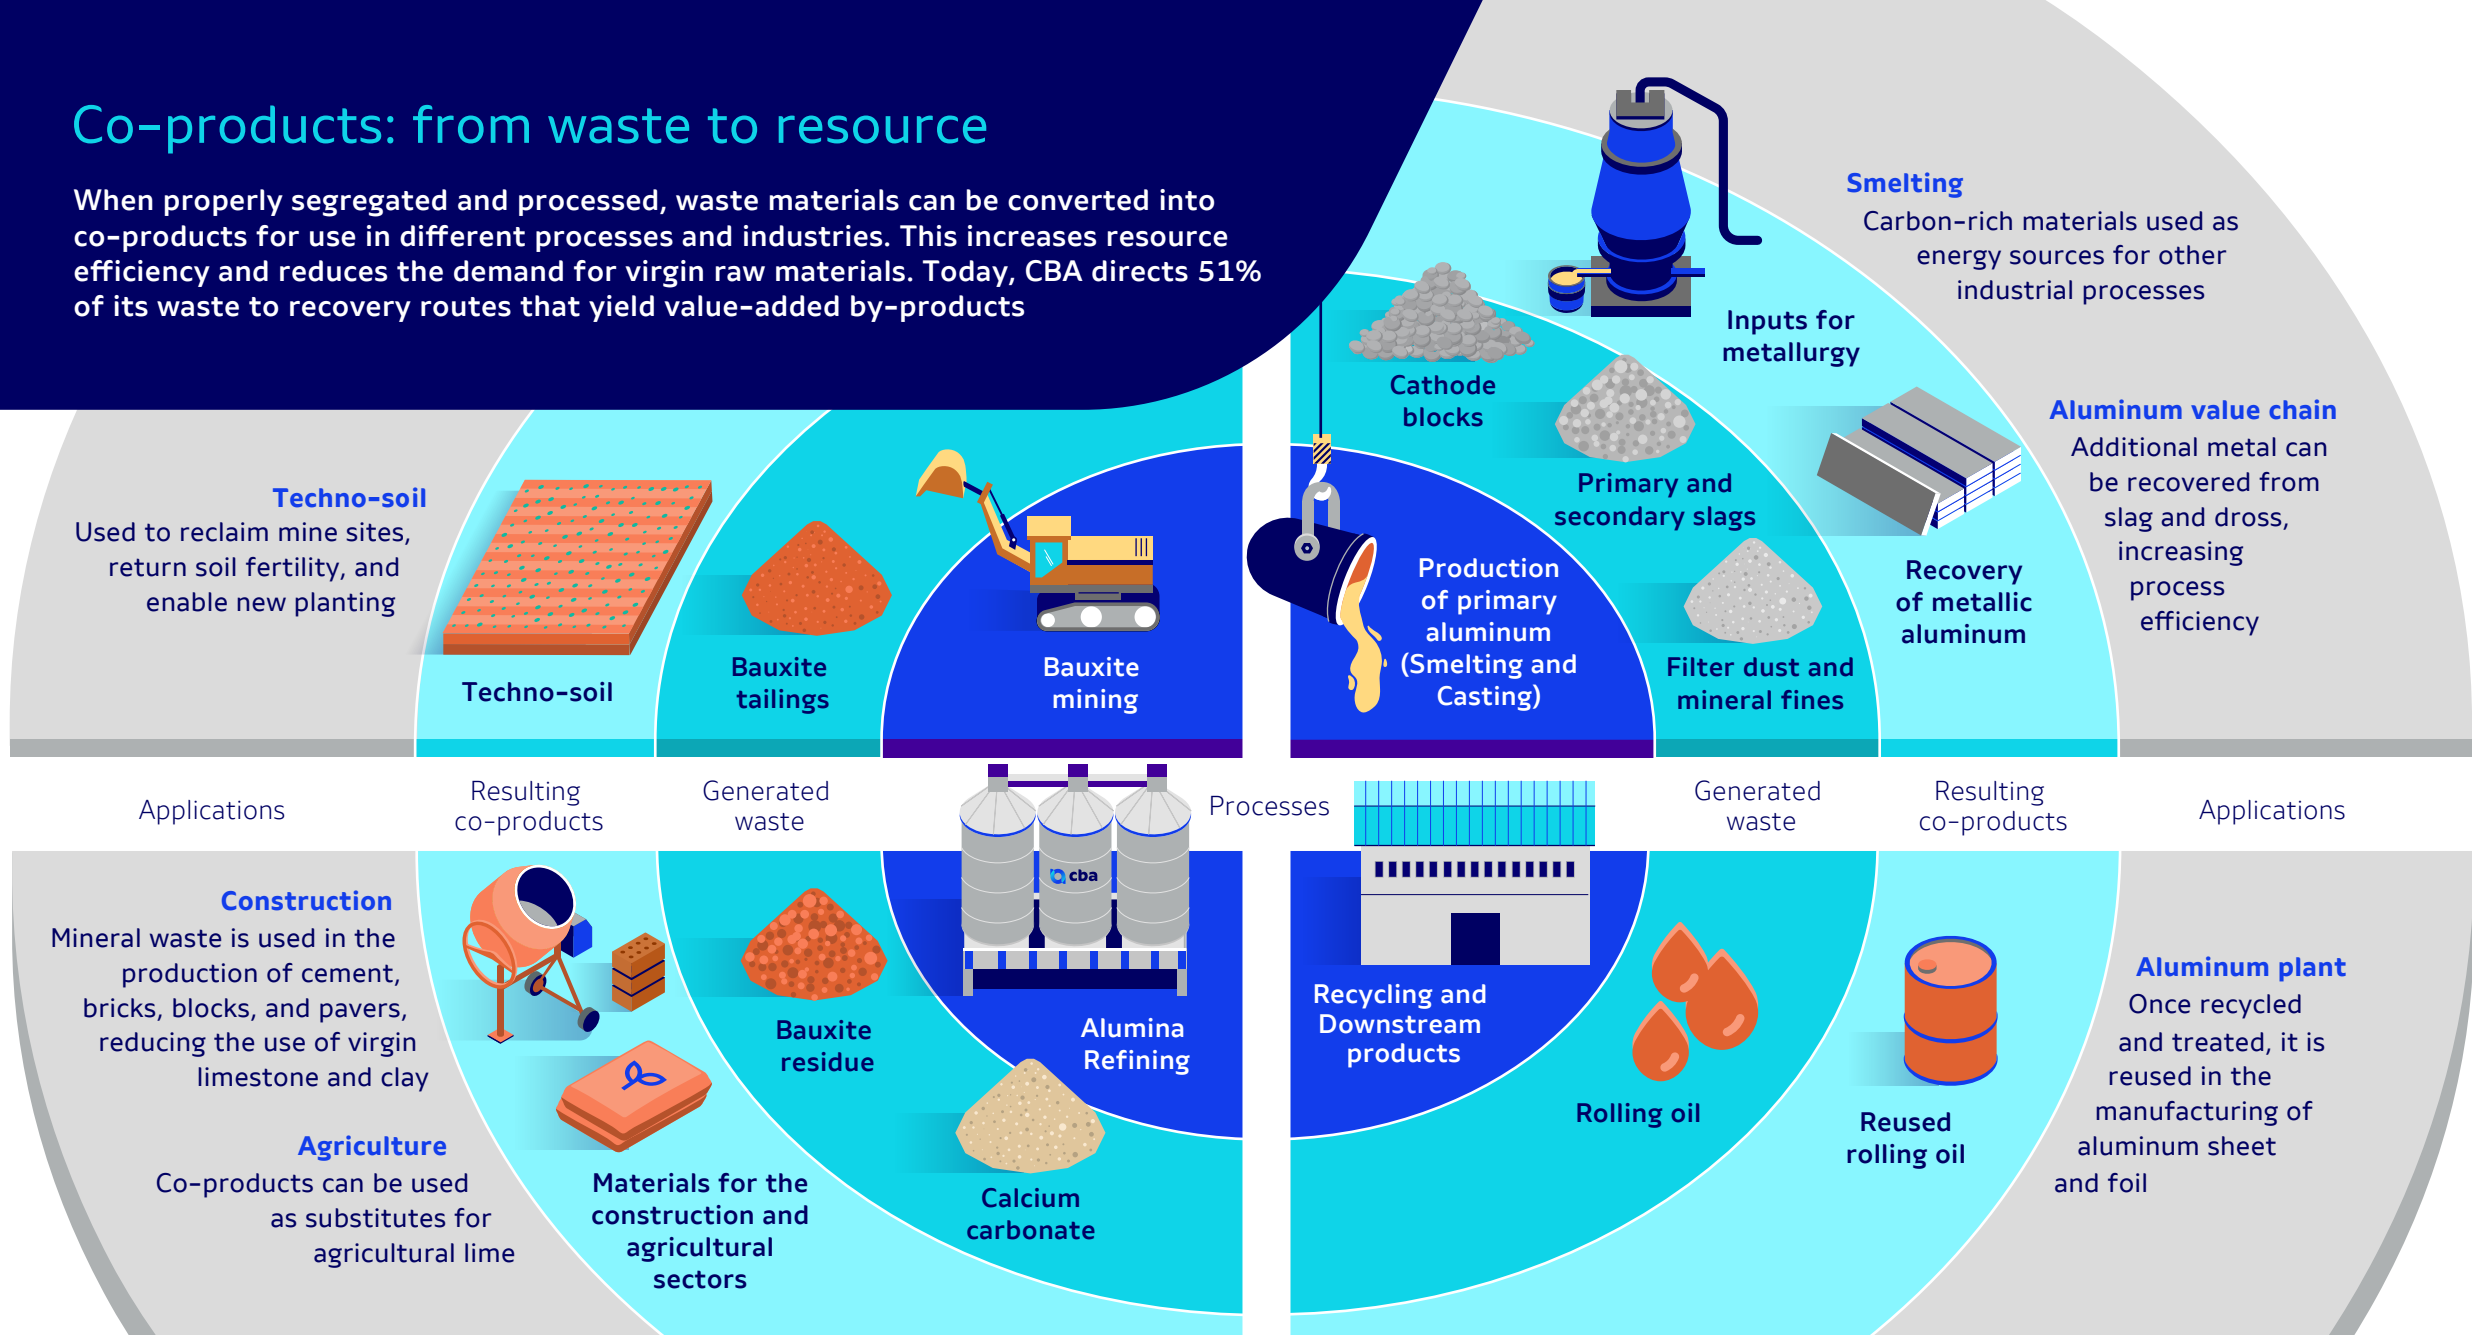 Co-products: from waste to resource
When properly segregated and processed, waste materials can be converted into
co-products for use in different processes and industries. This increases resource
efficiency and reduces the demand for virgin raw materials. Today, CBA directs 51%
of its waste to recovery routes that yield value-added by-products
Techno-soil
Used to reclaim mine sites,
return soil fertility, and
enable new planting
Techno-soil
Bauxite
tailings
Bauxite
mining
Production
of primary
aluminum
(Smelting and
Casting)
Cathode
blocks
Primary and
secondary slags
Filter dust and
mineral fines
Inputs for
metallurgy
Recovery
of metallic
aluminum
Smelting
Carbon-rich materials used as
energy sources for other
industrial processes
Aluminum value chain
Additional metal can
be recovered from
slag and dross,
increasing
process
efficiency
Applications
Resulting
co-products
Generated
waste
Processes
Generated
waste
Resulting
co-products
Applications
Construction
Mineral waste is used in the
production of cement,
bricks, blocks, and pavers,
reducing the use of virgin
limestone and clay
Agriculture
Co-products can be used
as substitutes for
agricultural lime
Materials for the
construction and
agricultural
sectors
Bauxite
residue
Calcium
carbonate
cba
Alumina
Refining
Recycling and
Downstream
products
Rolling oil
Reused
rolling oil
Aluminum plant
Once recycled
and treated, it is
reused in the
manufacturing of
aluminum sheet
and foil